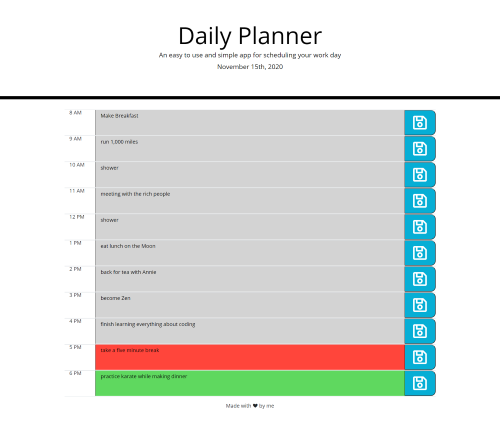 Daily Planner
An easy to use and simple app for scheduling your work day
November 15th, 2020
8 AM
Make Breakfast
9 AM
run 1,000 miles
10 AM
shower
11 AM
meeting with the rich people
12 PM
shower
1 PM
eat lunch on the Moon
2 PM
back for tea with Annie
3 PM
become Zen
4 PM
finish learning everything about coding
5 PM
take a five minute break
6 PM
practice karate while making dinner
Made with ❤ by me